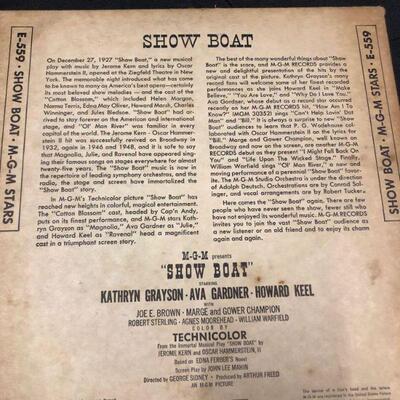 SHOW BOAT
E-559 · SHOW BOAT · M-G-M STARS
On December 27, 1927 "Show Boat," a new musical
play with music by Jerome Kern and lyrics by Oscar
Hammerstein II, opened at the Ziegfeld Theatre in New
York. The memorable night introduced what has come
to be known as America's best opera—certainly
its most beloved show melodies — and the cast of
the "Cotton Blossom" which included Helen Morgan,
Norma Terris, Edna May Oliver, Howard Marsh, Charles
Winninger, and Jules Bledsoe. "Show Boat" was des-
tined to stay forever on the American and international
stage, and "Ol' Man River" was familiar in every
capital of the world. The Jerome Kern - Oscar Hammer-
stein II hit was successfully revived on Broadway in
1932, again in 1946 and 1948, and it is safe to say
that Magnolia, Julie, and Ravenal have appeared sing-
ing their famous songs on stages everywhere for almost
twenty-five years. The "Show Boat" music is now in
the repertoire of leading symphony orchestras, and the
radio, the stage and screen have immortalized the
"Show Boat" story.
In M-G-M's Technicolor picture "Show Boat" has
reached new heights in colorful, magical entertainment.
The "Cotton Blossom" cast, headed by Cap'n Andy,
puts on its finest performance, and M-G-M stars Kath-
ryn Grayson as "Magnolia," Ava Gardner as "Julie,"
and Howard Keel as "Ravenal" head a magnificent
cast in a triumphant screen story.
The best of the many wonderful things about "Show
Boat" is the score, and M-G-M RECORDS provides a
new and delightful presentation of the hits by the
original cast of the picture. Kathryn Grayson's many
record fans will welcome some of her finest recorded
performances as she joins Howard Keel in "Make
Believe," "You Are Love," and "Why Do I Love You."
Ava Gardner, whose debut as a record star occurred
recently on her M-G-M RECORDS hit, "How Am I To
Know?" (MGM 30352) sings "Can't Help Lovin' Dat
Man" and "Bill." It is always a surprise to new "Show
Boat" audiences to learn that P. G. Wodehouse col-
laborated with Oscar Hammerstein II on the lyrics for
"Bill". Marge and Gower Champion, well known on
Broadway and now on the screen, are another M-G-M
RECORDS debut as they present "I Might Fall Back On
You" and "Life Upon The Wicked Stage." Finally,
William Warfield sings "Ol' Man River," in a new and
moving performance of a perennial "Show Boat" favor-
ite. The M-G-M Studio Orchestra is under the direction
of Adolph Deutsch. Orchestrations are by Conrad Sal-
inger, and vocal arrangements are by Robert Tucker.
Here comes the "Show Boat" again. There are few
people who have never seen the show, fewer still who
have not enjoyed its wonderful music. M-G-M RECORDS
invites you to join the vast "Show Boat" audience as
a new listener or an old friend and to enjoy its charm
again and again.
SHOW BOAT · M-G-M STARS E-559
M-G-M presents
"SHOW BOAT"
STARRING
KATHRYN GRAYSON · AVA GARDNER · HOWARD KEEL
WITH
JOE E. BROWN · MARGE and GOWER CHAMPION
ROBERT STERLING · AGNES MOOREHEAD · WILLIAM WARFIELD
COLOR BY
TECHNICOLOR
From the Immortal Musical Play "SHOW BOAT" by
JEROME KERN and OSCAR HAMMERSTEIN, II
Based on EDNA FERBER'S Novel
Screen Play by JOHN LEE MAHIN
Directed by GEORGE SIDNEY · Produced by ARTHUR FREED
AN M-G-M PICTURE